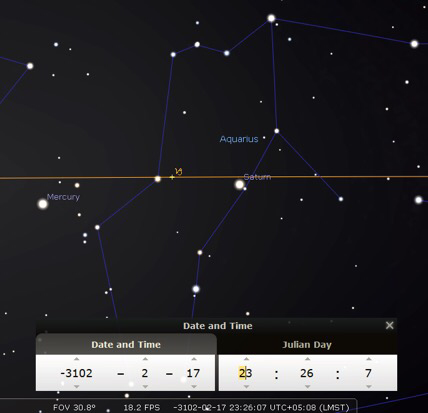 Aquarius
Saturn
Mercury
Date and Time
Date and Time Julian Day
-3102 - 2 - 17 23 : 26 : 7
FOV 30.8° 18.2 FPS -3102-02-17 23:26:07 UTC+05:08 (LMST)